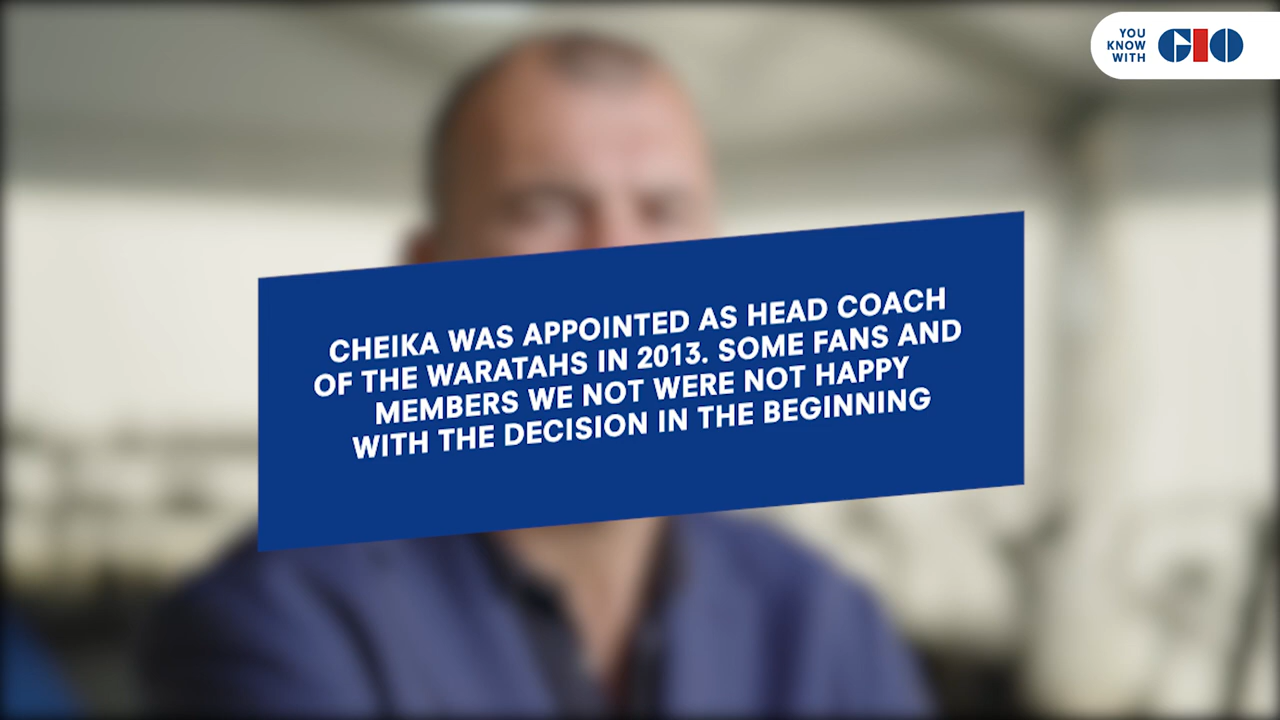 YOU
KNOW
WITH
GIO
CHEIKA WAS APPOINTED AS HEAD COACH
OF THE WARATAHS IN 2013. SOME FANS AND
MEMBERS WE NOT WERE NOT HAPPY
WITH THE DECISION IN THE BEGINNING